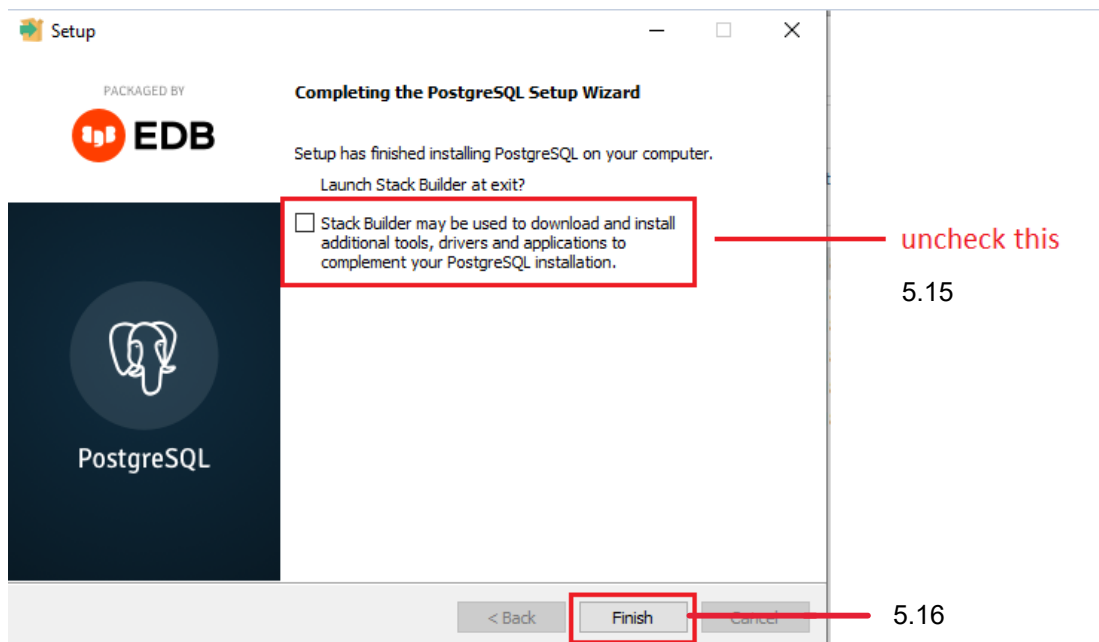 Setup
PACKAGED BY
EDB
Completing the PostgreSQL Setup Wizard
Setup has finished installing PostgreSQL on your computer.
Launch Stack Builder at exit?
Stack Builder may be used to download and install
additional tools, drivers and applications to
complement your PostgreSQL installation.
uncheck this
5.15
PostgreSQL
< Back
Finish
Cancel
5.16